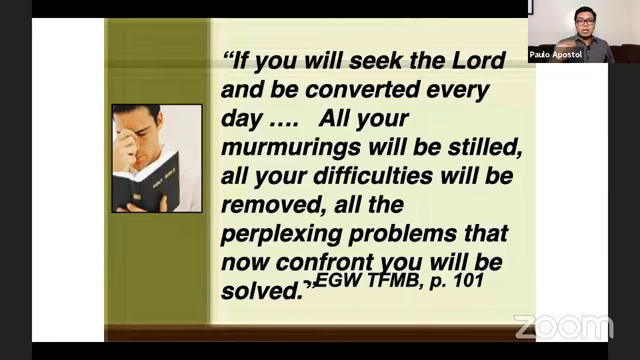 Paulo Apostol
“If you will seek the Lord
and be converted every
day .... All your
murmurings will be stilled,
all your difficulties will be
removed, all the
perplexing problems that
now confront you will be
solved.”
-EGW TFMB, p. 101
HOLY BIBLE
zoom